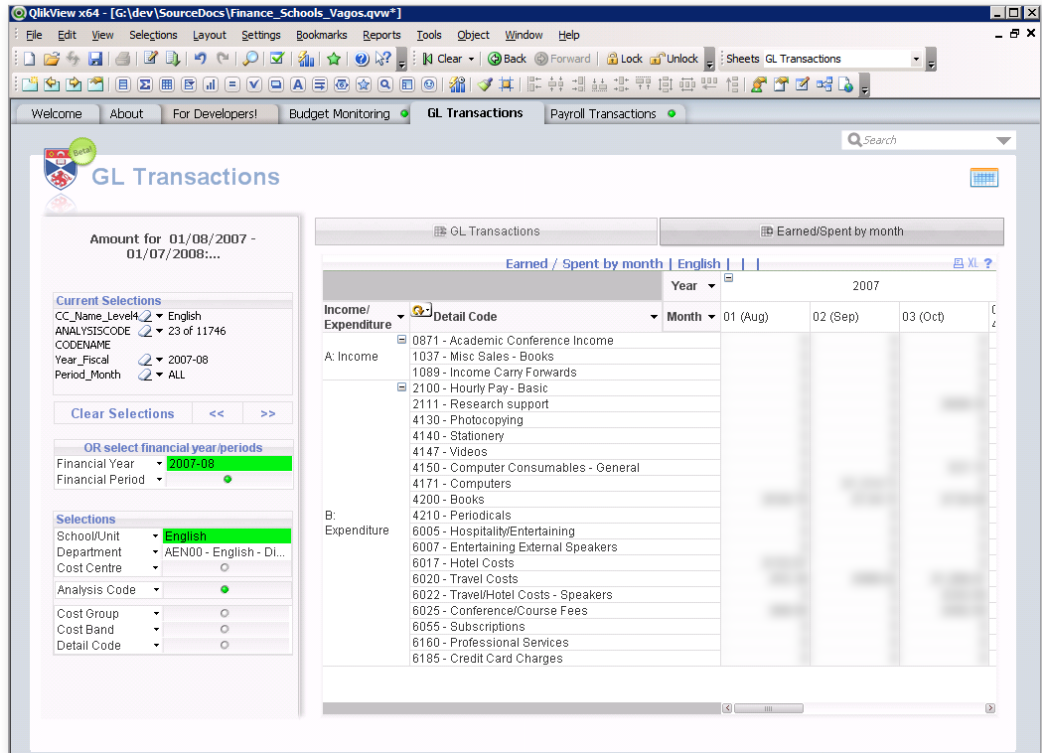 QlikView x64 - [G:\dev\SourceDocs\Finance_Schools_Vagos.qvw*]
File Edit View Selections Layout Settings Bookmarks Reports Tools Object Window Help
Clear Back Forward Lock Unlock Sheets GL Transactions
Welcome About For Developers! Budget Monitoring GL Transactions Payroll Transactions
Search
Beta!
GL Transactions
Amount for 01/08/2007 -
01/07/2008:...
Current Selections
CC_Name_Level4 English
ANALYSISCODE 23 of 11746
CODENAME
Year_Fiscal 2007-08
Period_Month ALL
Clear Selections << >>
OR select financial year/periods
Financial Year 2007-08
Financial Period
Selections
School/Unit English
Department AEN00 - English - Di...
Cost Centre
Analysis Code
Cost Group
Cost Band
Detail Code
GL Transactions Earned/Spent by month
Earned / Spent by month | English | | | XL ?
Year 2007
Income/
Expenditure Detail Code Month 01 (Aug) 02 (Sep) 03 (Oct)
A: Income
0871 - Academic Conference Income
1037 - Misc Sales - Books
1089 - Income Carry Forwards
B:
Expenditure
2100 - Hourly Pay - Basic
2111 - Research support
4130 - Photocopying
4140 - Stationery
4147 - Videos
4150 - Computer Consumables - General
4171 - Computers
4200 - Books
4210 - Periodicals
6005 - Hospitality/Entertaining
6007 - Entertaining External Speakers
6017 - Hotel Costs
6020 - Travel Costs
6022 - Travel/Hotel Costs - Speakers
6025 - Conference/Course Fees
6055 - Subscriptions
6160 - Professional Services
6185 - Credit Card Charges